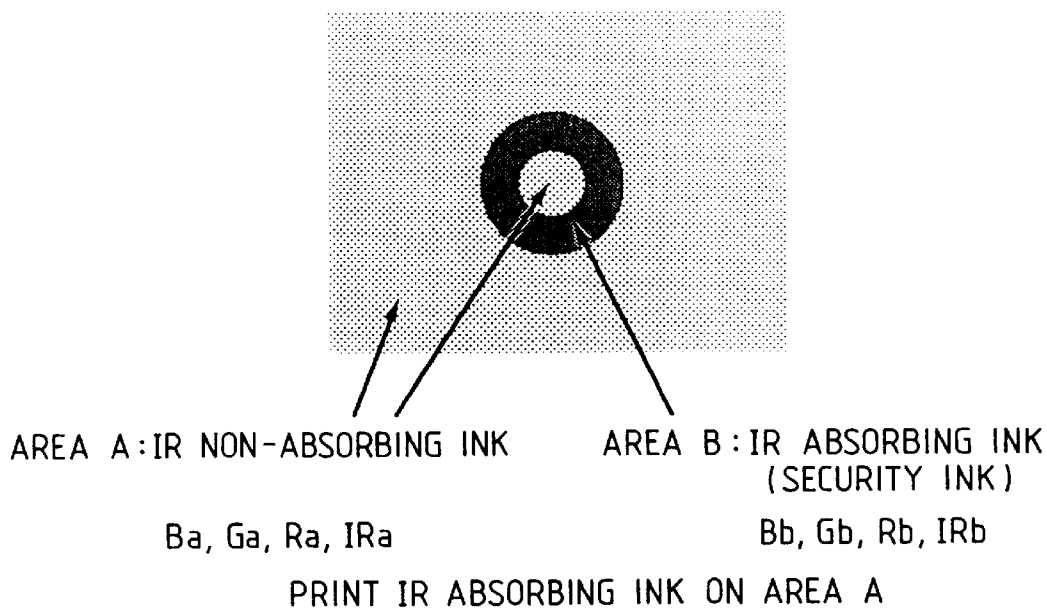 AREA A:IR NON-ABSORBING INK
AREA B:IR ABSORBING INK
(SECURITY INK)
Ba, Ga, Ra, IRa
Bb, Gb, Rb, IRb
PRINT IR ABSORBING INK ON AREA A